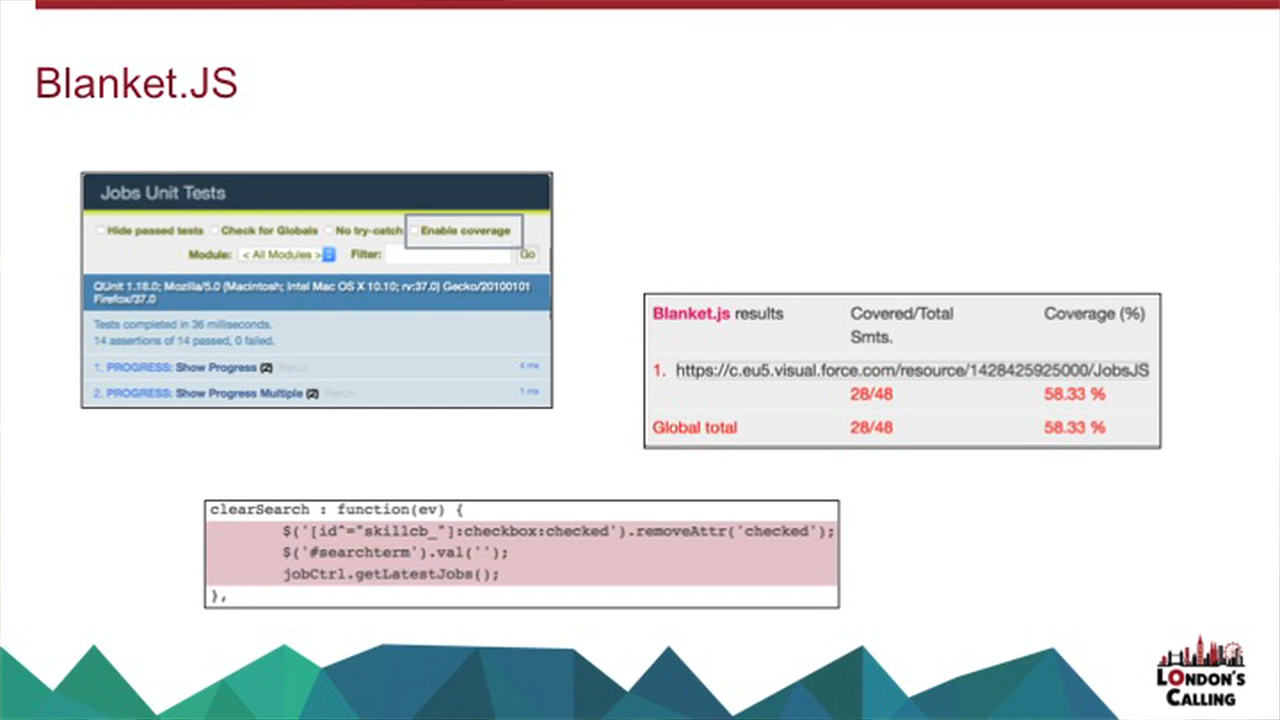 Blanket.JS
Jobs Unit Tests
Hide passed tests Check for Globals No try-catch Enable coverage
Module: < All Modules > Filter: Go
QUnit 1.18.0; Mozilla/5.0 (Macintosh; Intel Mac OS X 10.10; rv:37.0) Gecko/20100101
Firefox/37.0
Tests completed in 36 milliseconds.
14 assertions of 14 passed, 0 failed.
1. PROGRESS: Show Progress (2) Rerun 4 ms
2. PROGRESS: Show Progress Multiple (2) Rerun 1 ms
Blanket.js results Covered/Total Coverage (%)
Smts.
1. https://c.eu5.visual.force.com/resource/1428425925000/JobsJS
28/48 58.33 %
Global total 28/48 58.33 %
clearSearch : function(ev) {
$('[id^="skillcb_"]:checkbox:checked').removeAttr('checked');
$('#searchterm').val('');
jobCtrl.getLatestJobs();
},
LONDON'S
CALLING